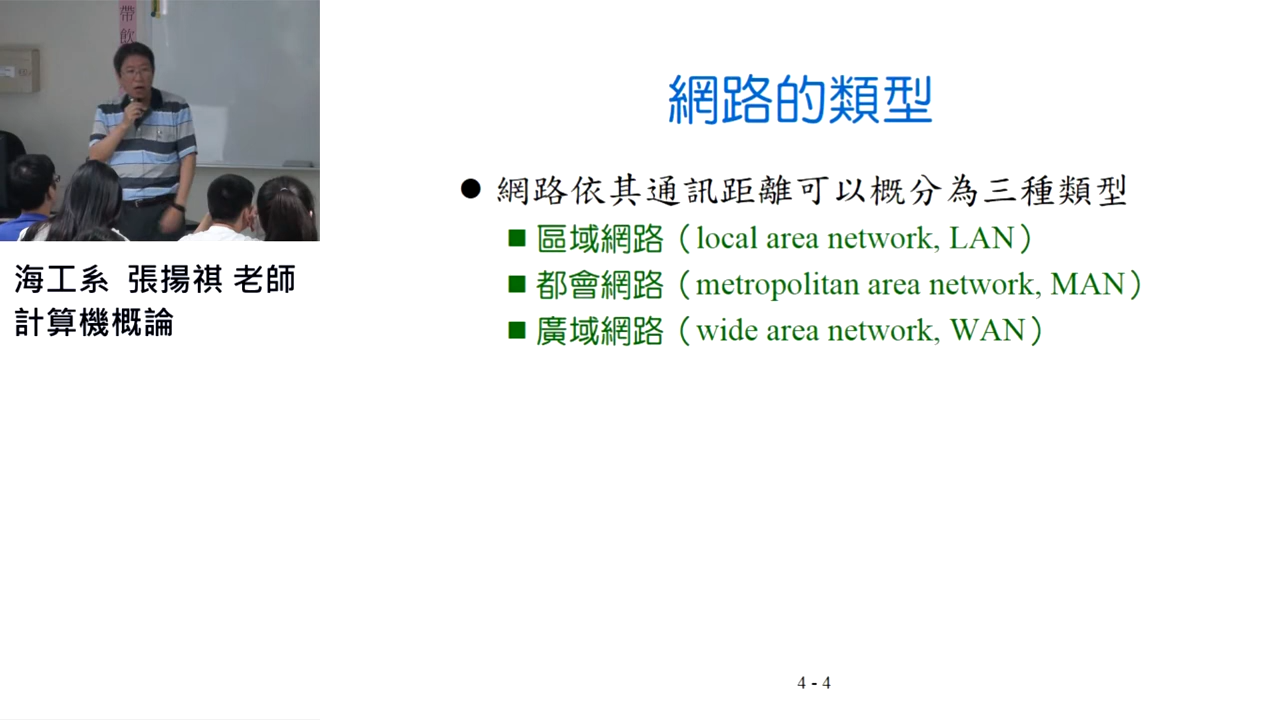 帶
飲
海工系 張揚祺 老師
計算機概論
網路的類型
● 網路依其通訊距離可以概分為三種類型
■ 區域網路（local area network, LAN）
■ 都會網路（metropolitan area network, MAN）
■ 廣域網路（wide area network, WAN）
4 - 4